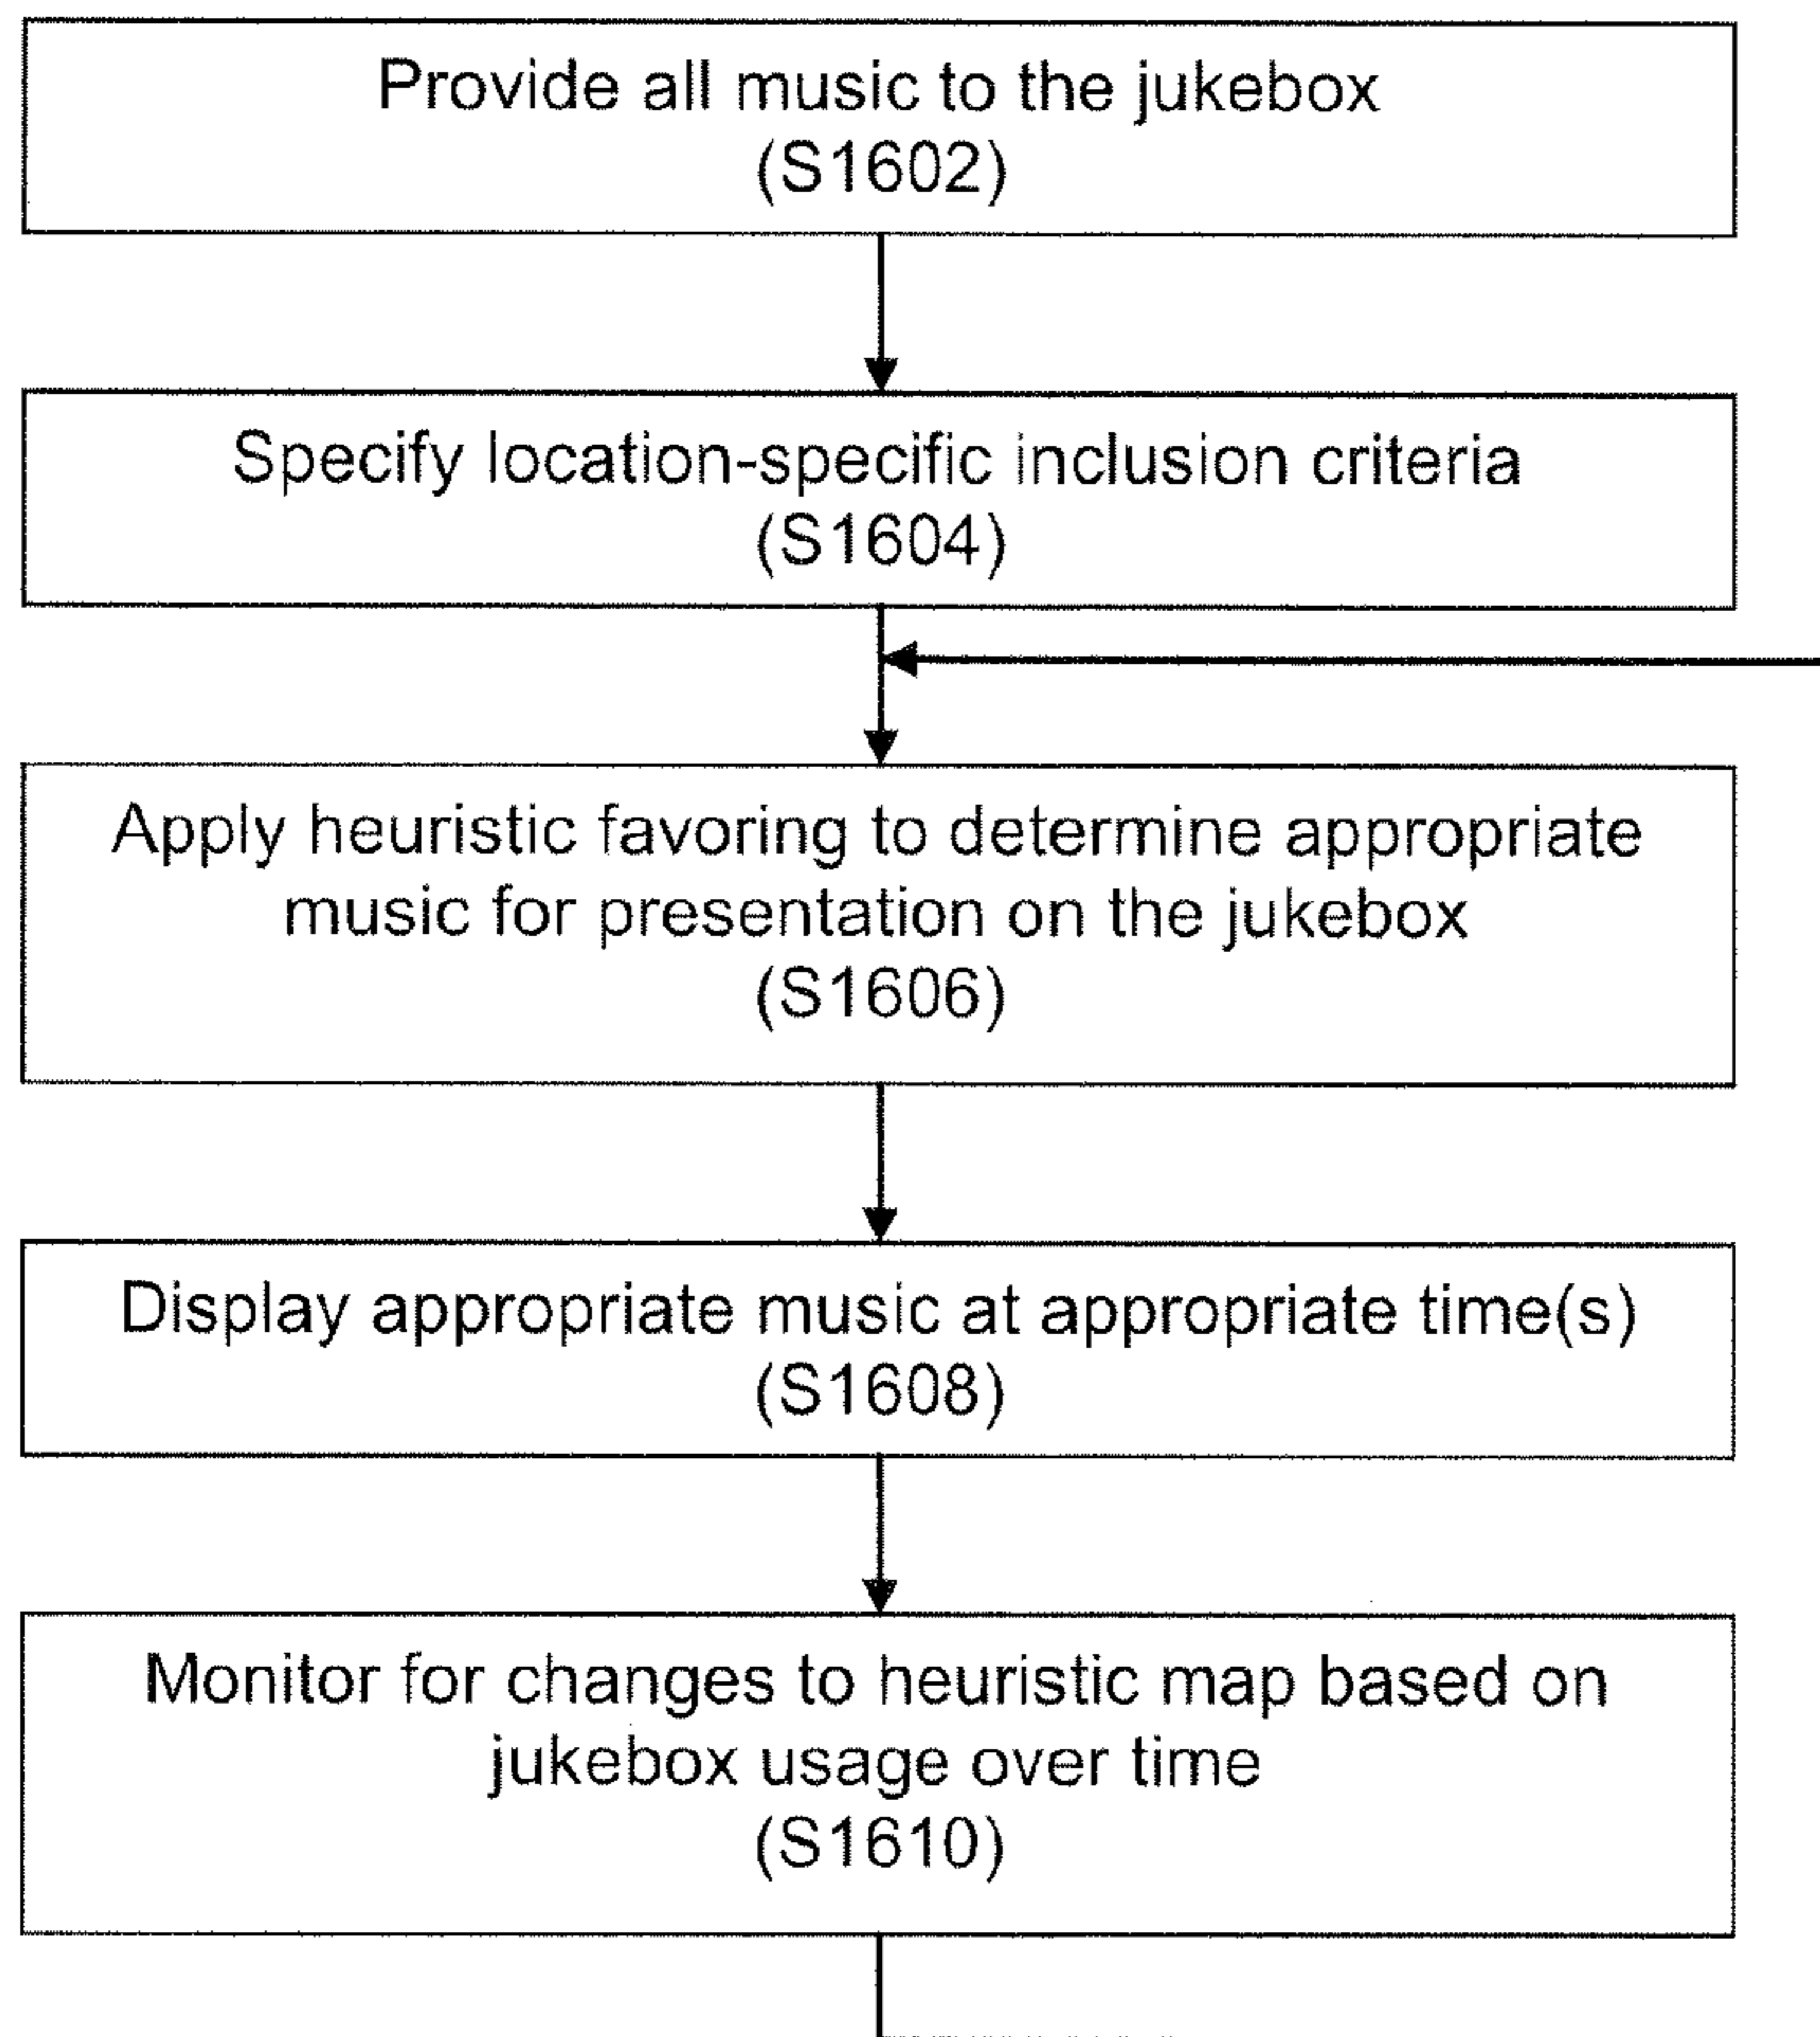 Provide all music to the jukebox
(S1602)
Specify location-specific inclusion criteria
(S1604)
Apply heuristic favoring to determine appropriate
music for presentation on the jukebox
(S1606)
Display appropriate music at appropriate time(s)
(S1608)
Monitor for changes to heuristic map based on
jukebox usage over time
(S1610)